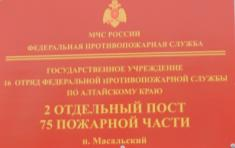 МЧС РОССИИ
ФЕДЕРАЛЬНАЯ ПРОТИВОПОЖАРНАЯ СЛУЖБА
ГОСУДАРСТВЕННОЕ УЧРЕЖДЕНИЕ
16 ОТРЯД ФЕДЕРАЛЬНОЙ ПРОТИВОПОЖАРНОЙ СЛУЖБЫ
ПО АЛТАЙСКОМУ КРАЮ
2 ОТДЕЛЬНЫЙ ПОСТ
75 ПОЖАРНОЙ ЧАСТИ
п. Масальский